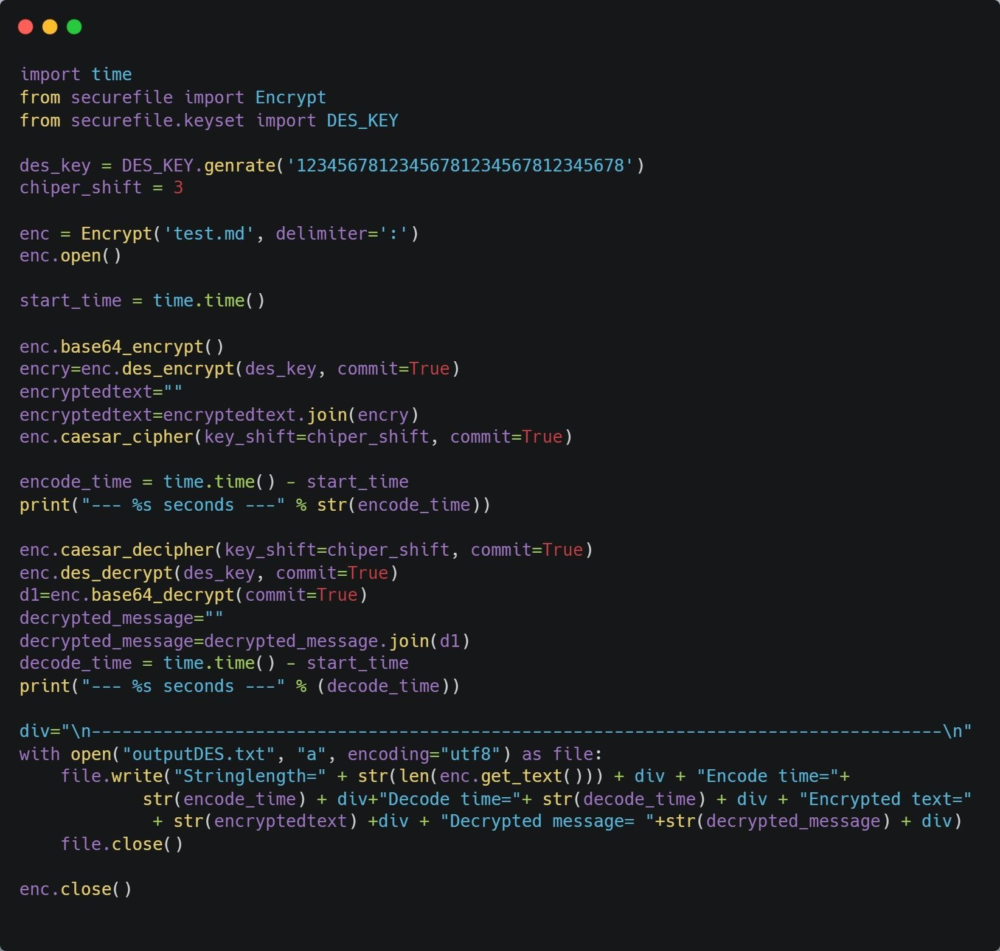 import time
from securefile import Encrypt
from securefile.keyset import DES_KEY

des_key = DES_KEY.genrate('12345678123456781234567812345678')
chiper_shift = 3

enc = Encrypt('test.md', delimiter=':')
enc.open()

start_time = time.time()

enc.base64_encrypt()
encry=enc.des_encrypt(des_key, commit=True)
encryptedtext=""
encryptedtext=encryptedtext.join(encry)
enc.caesar_cipher(key_shift=chiper_shift, commit=True)

encode_time = time.time() - start_time
print("--- %s seconds ---" % str(encode_time))

enc.caesar_decipher(key_shift=chiper_shift, commit=True)
enc.des_decrypt(des_key, commit=True)
d1=enc.base64_decrypt(commit=True)
decrypted_message=""
decrypted_message=decrypted_message.join(d1)
decode_time = time.time() - start_time
print("--- %s seconds ---" % (decode_time))

div="\n-----------------------------------------------------------------------------------\n"
with open("outputDES.txt", "a", encoding="utf8") as file:
    file.write("Stringlength=" + str(len(enc.get_text())) + div + "Encode time="+
            str(encode_time) + div+"Decode time="+ str(decode_time) + div + "Encrypted text="
             + str(encryptedtext) +div + "Decrypted message= "+str(decrypted_message) + div)
    file.close()

enc.close()